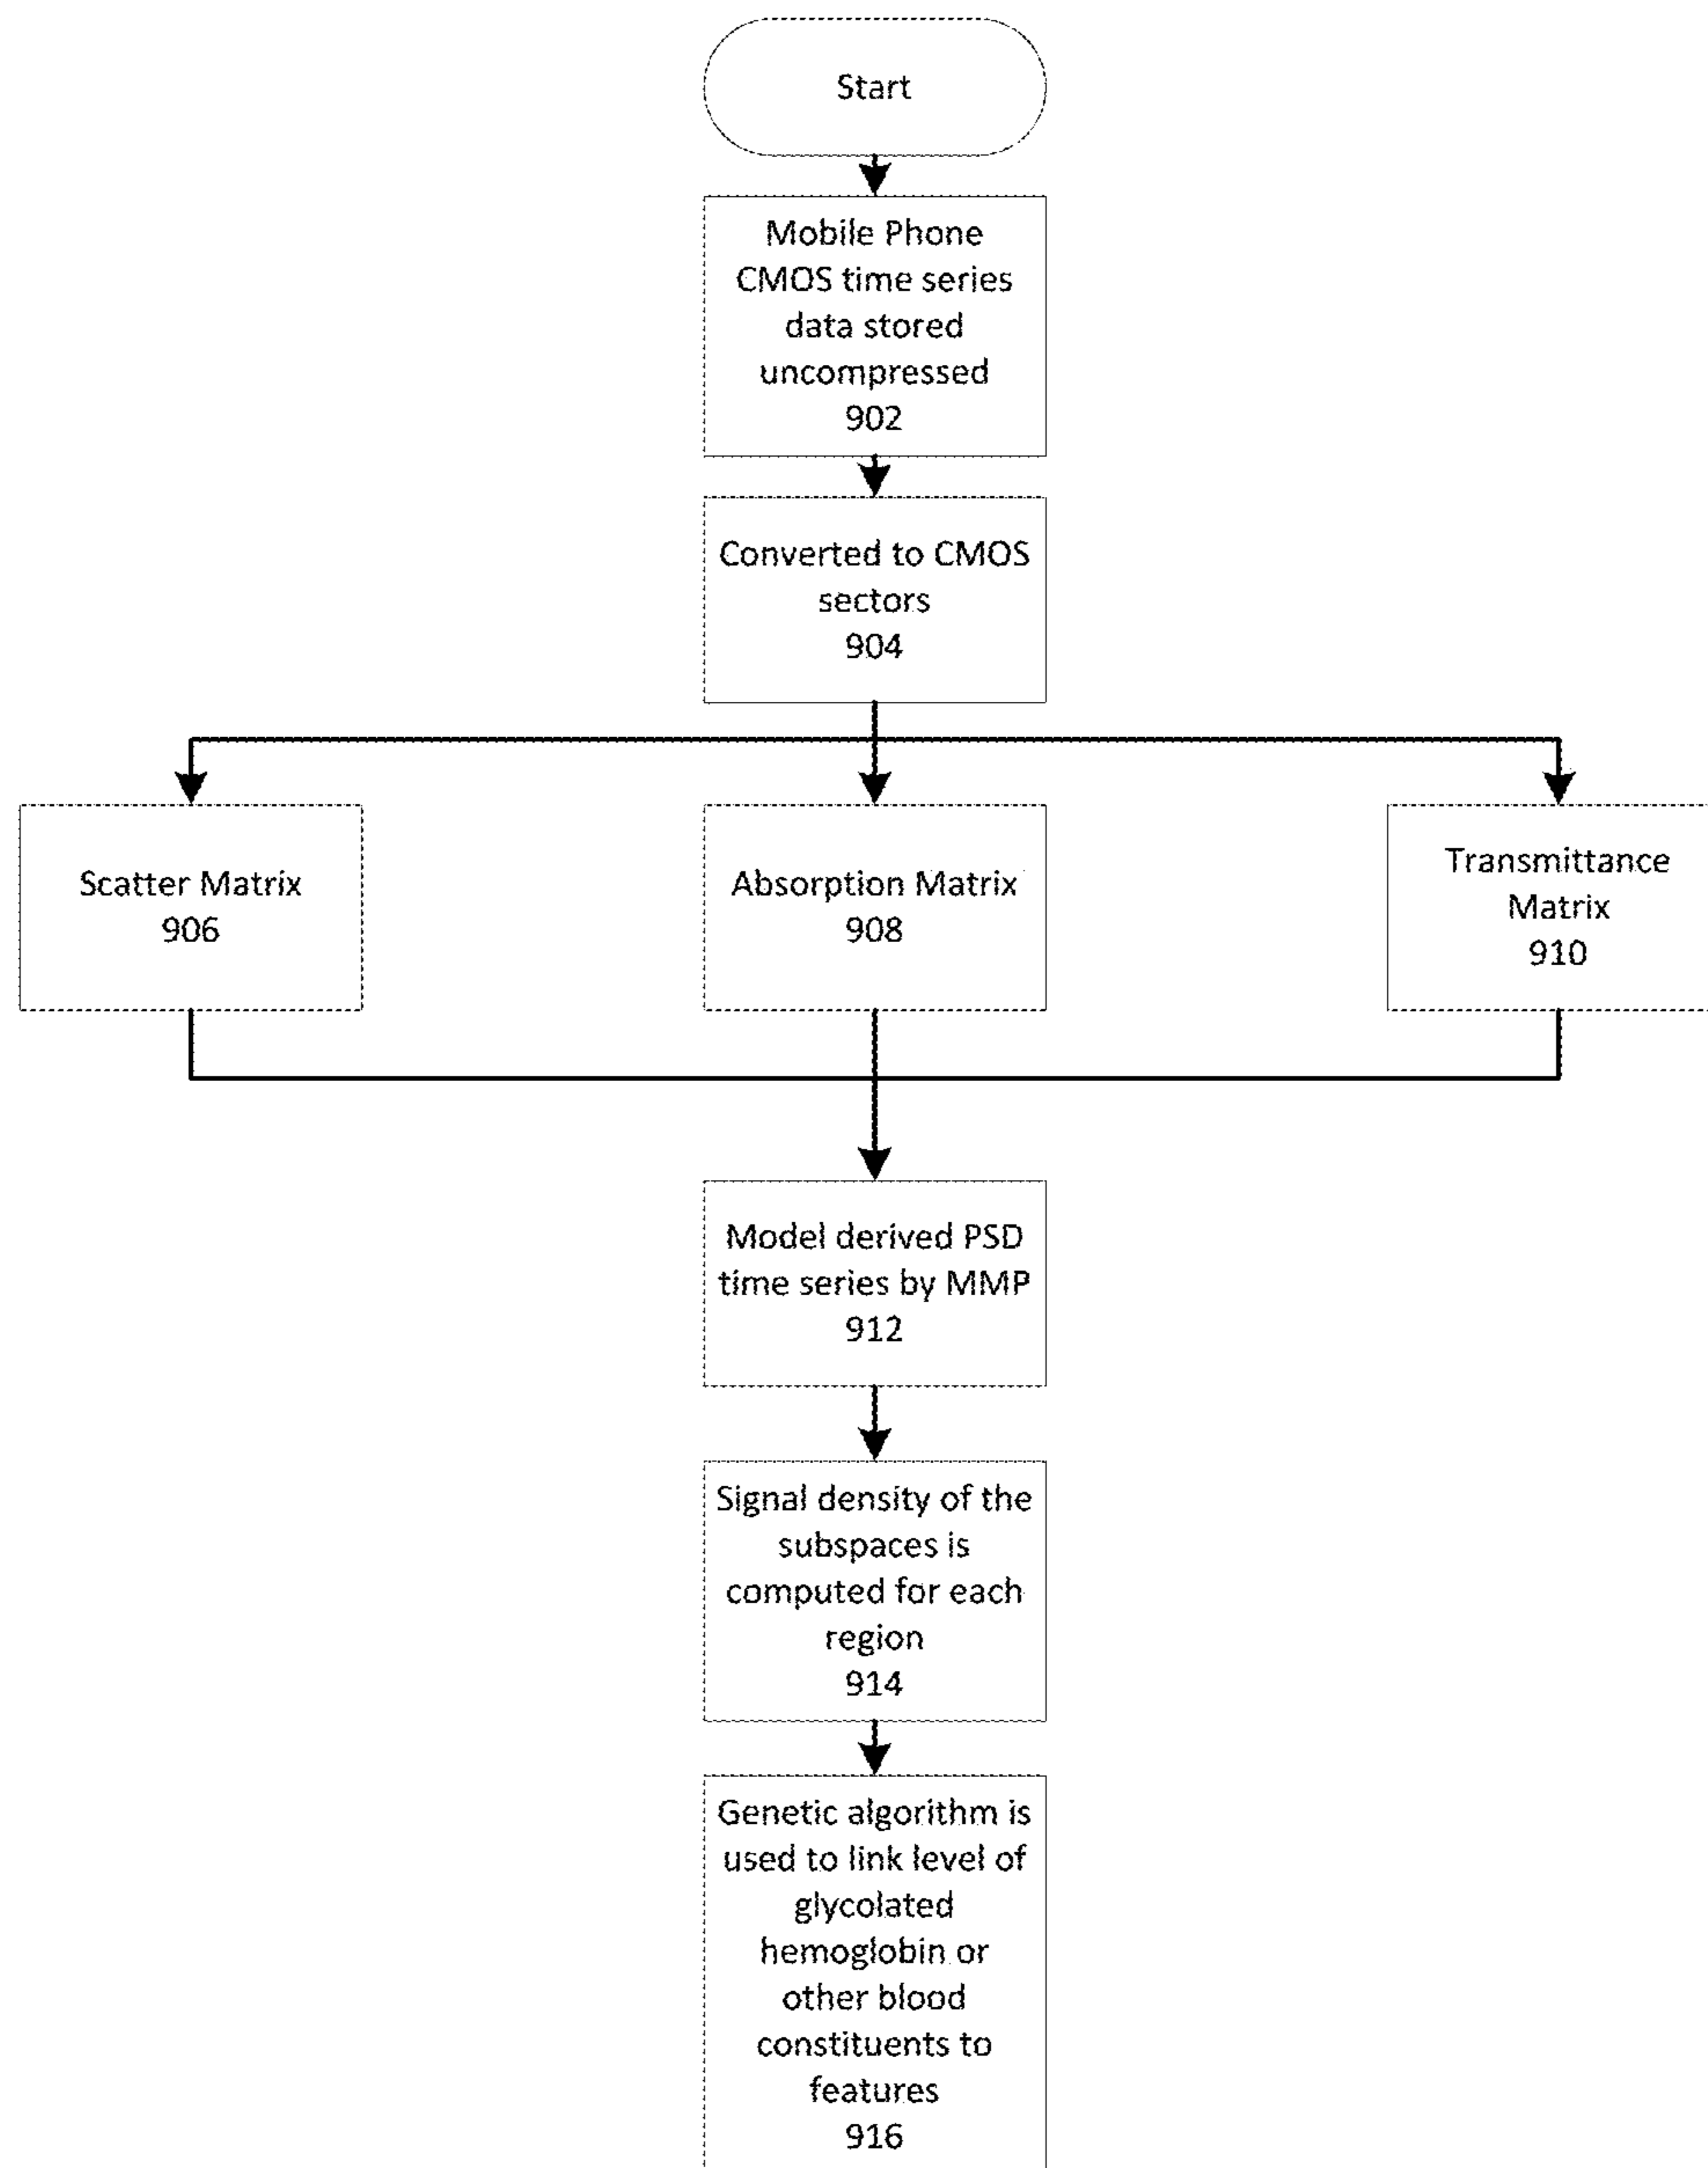 Start
Mobile Phone
CMOS time series
data stored
uncompressed
902
Converted to CMOS
sectors
904
Scatter Matrix
906
Absorption Matrix
908
Transmittance
Matrix
910
Model derived PSD
time series by MMP
912
Signal density of the
subspaces is
computed for each
region
914
Genetic algorithm is
used to link level of
glycolated
hemoglobin or
other blood
constituents to
features
916